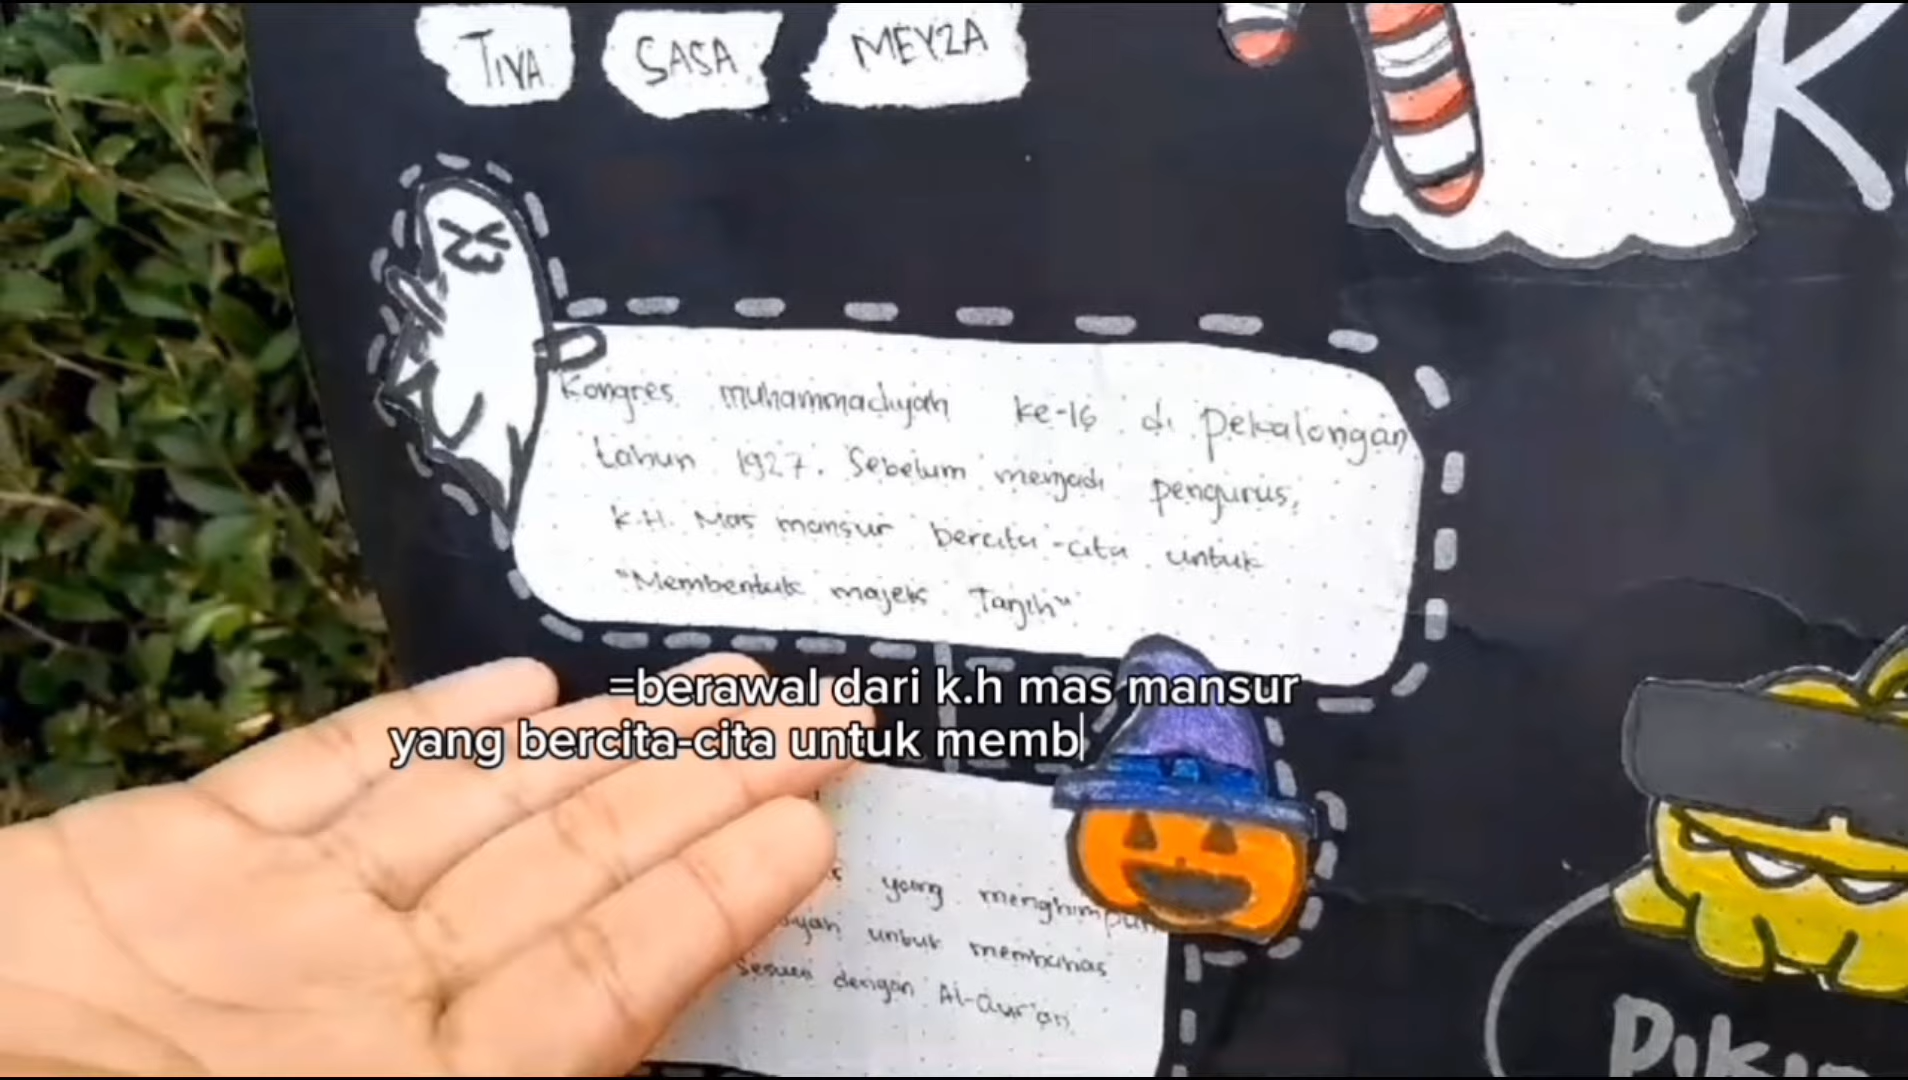 TIVA SASA MEYZA
K
Kongres muhammadiyah ke-16 di pekalongan
tahun 1927. Sebelum menjadi pengurus,
K.H. Mas mansur bercita-cita untuk
"Membentuk majels Tarjih"
=berawal dari k.h mas mansur
yang bercita-cita untuk memb
yang menghimpun
untuk membahas
Sesuai dengan Al-Qur'an